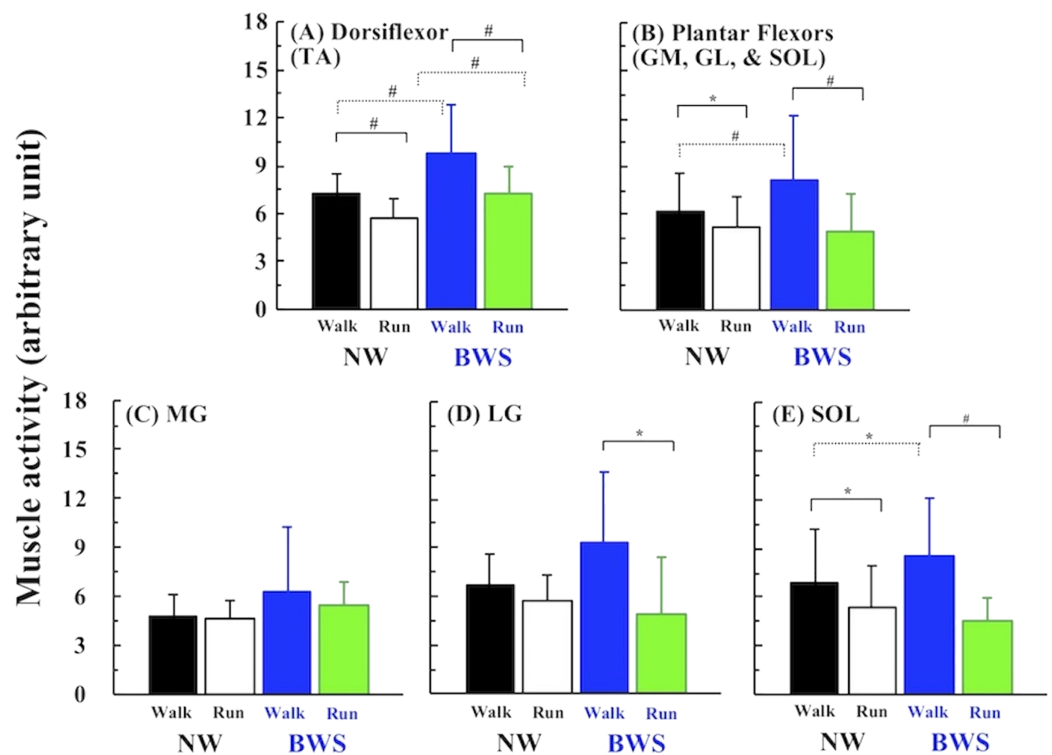 Muscle activity (arbitrary unit)
18
15
12
9
6
3
0
(A) Dorsiflexor
(TA)
#
#
#
#
Walk Run Walk Run
NW BWS
(B) Plantar Flexors
(GM, GL, & SOL)
*
#
#
Walk Run Walk Run
NW BWS
18
15
12
9
6
3
0
(C) MG
Walk Run Walk Run
NW BWS
(D) LG
*
Walk Run Walk Run
NW BWS
(E) SOL
*
#
*
Walk Run Walk Run
NW BWS